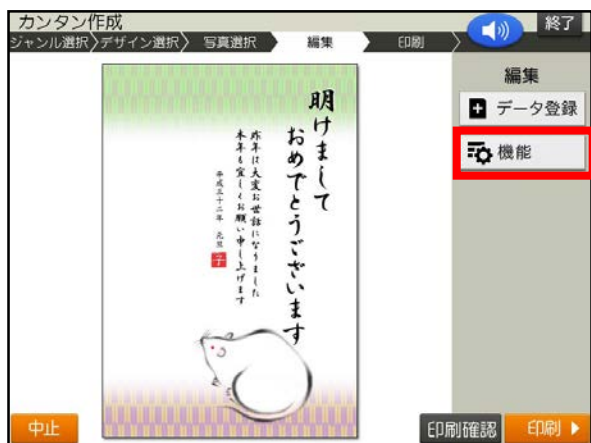 カンタン作成
終了
ジャンル選択
デザイン選択
写真選択
編集
印刷
編集
データ登録
機能
明けまして
おめでとうございます
昨年は大変お世話になりました
本年も宜しくお願い申し上げます
平成三十二年 元旦
子
中止
印刷確認
印刷